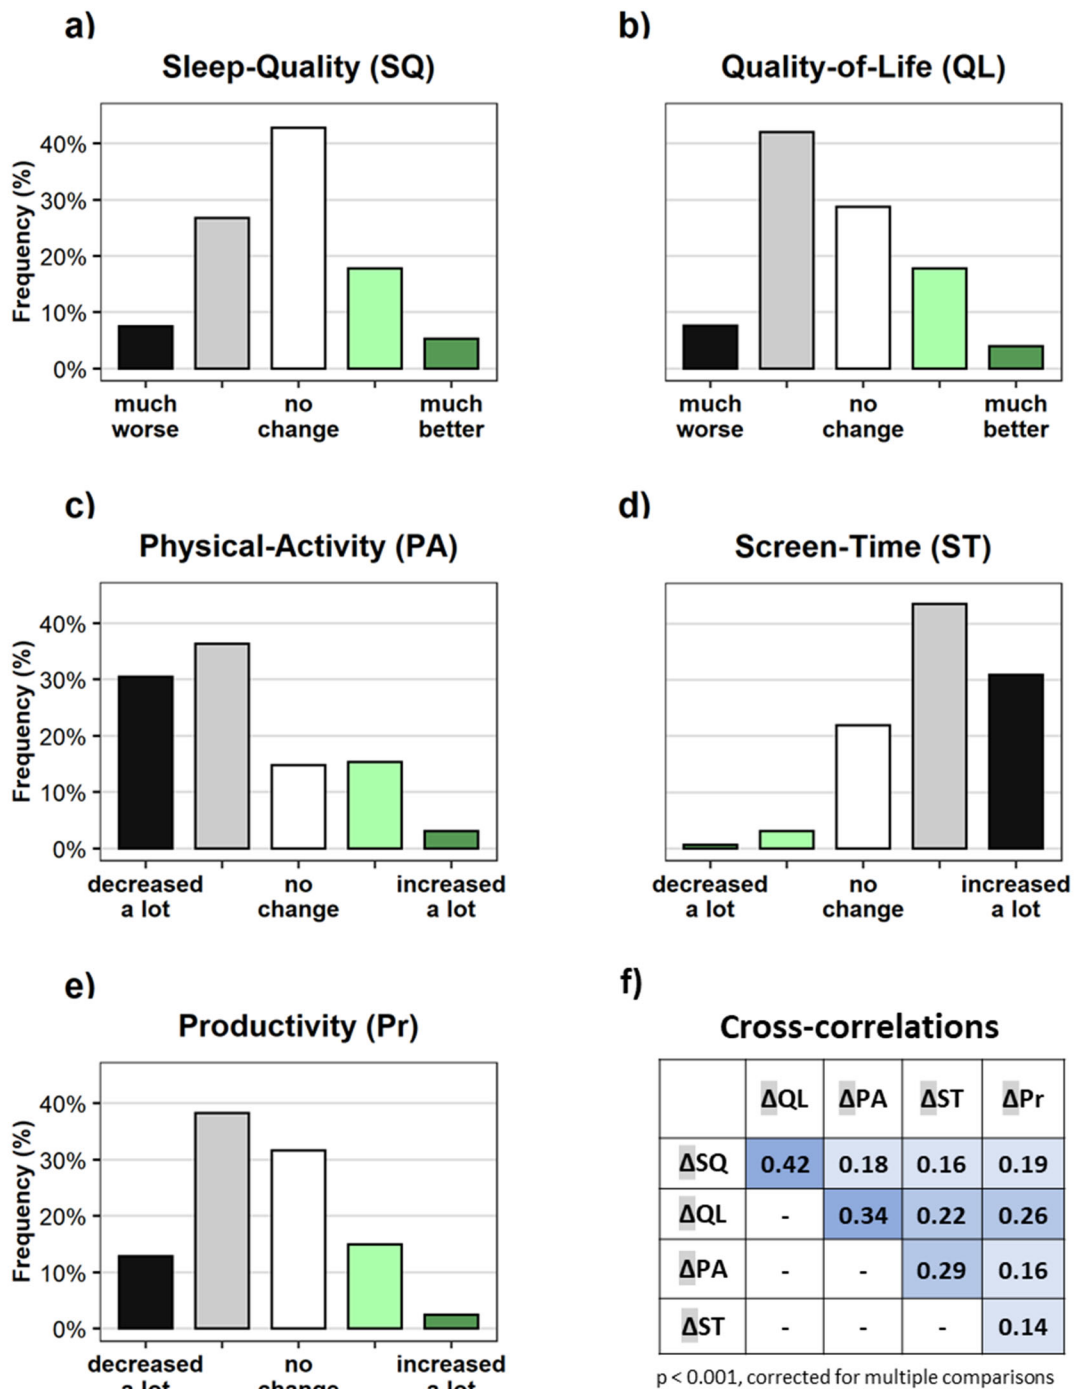 a)
Sleep-Quality (SQ)
Frequency (%)
40%
30%
20%
10%
0%
much no much
worse change better
b)
Quality-of-Life (QL)
much no much
worse change better
c)
Physical-Activity (PA)
Frequency (%)
40%
30%
20%
10%
0%
decreased no increased
a lot change a lot
d)
Screen-Time (ST)
decreased no increased
a lot change a lot
e)
Productivity (Pr)
Frequency (%)
40%
30%
20%
10%
0%
decreased no increased
a lot change a lot
f)
Cross-correlations
ΔQL ΔPA ΔST ΔPr
ΔSQ 0.42 0.18 0.16 0.19
ΔQL - 0.34 0.22 0.26
ΔPA - - 0.29 0.16
ΔST - - - 0.14
p < 0.001, corrected for multiple comparisons